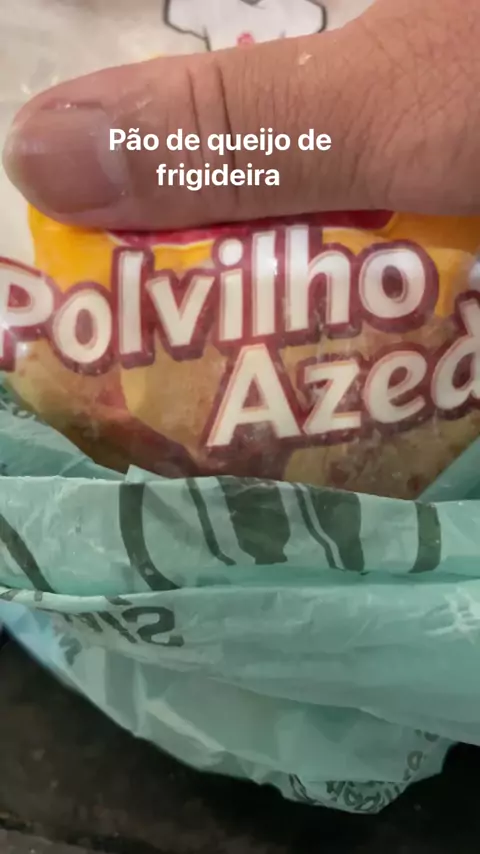 Pão de queijo de
frigideira
Polvilho
Azed